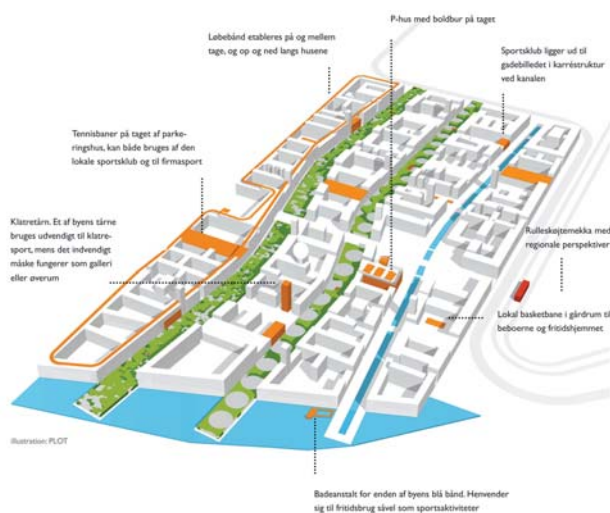 P-hus med boldbur på taget
Løbebånd etableres på og mellem
tage, og op og ned langs husene
Sportsklub ligger ud til
gadebilledet i karréstruktur
ved kanalen
Tennisbaner på taget af parke-
ringshus, kan både bruges af den
lokale sportsklub og til firmasport
Klatretårn. Et af byens tårne
bruges udvendigt til klatre-
sport, mens det indvendigt
måske fungerer som galleri
eller øverum
Rulleskøjtemekka med
regionale perspektiver
Lokal basketbane i gårdrum til
beboerne og fritidshjemmet
illustration: PLOT
Badeanstalt for enden af byens blå bånd. Henvender
sig til fritidsbrug såvel som sportsaktiviteter